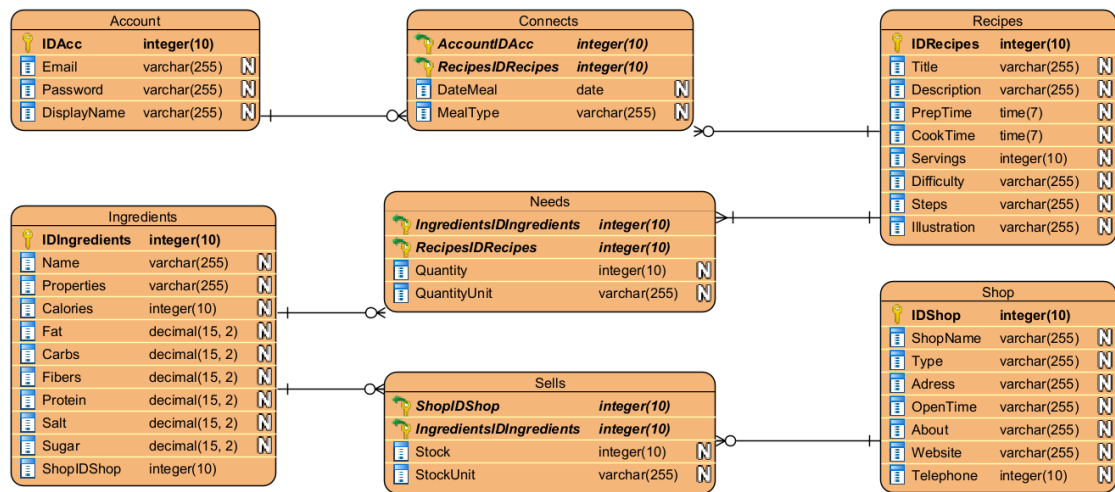 Account
IDAcc integer(10)
Email varchar(255) N
Password varchar(255) N
DisplayName varchar(255) N
Connects
AccountIDAcc integer(10)
RecipesIDRecipes integer(10)
DateMeal date N
MealType varchar(255) N
Recipes
IDRecipes integer(10)
Title varchar(255) N
Description varchar(255) N
PrepTime time(7) N
CookTime time(7) N
Servings integer(10) N
Difficulty varchar(255) N
Steps varchar(255) N
Illustration varchar(255) N
Ingredients
IDIngredients integer(10)
Name varchar(255) N
Properties varchar(255) N
Calories integer(10) N
Fat decimal(15, 2) N
Carbs decimal(15, 2) N
Fibers decimal(15, 2) N
Protein decimal(15, 2) N
Salt decimal(15, 2) N
Sugar decimal(15, 2) N
ShopIDShop integer(10)
Needs
IngredientsIDIngredients integer(10)
RecipesIDRecipes integer(10)
Quantity integer(10) N
QuantityUnit varchar(255) N
Sells
ShopIDShop integer(10)
IngredientsIDIngredients integer(10)
Stock integer(10) N
StockUnit varchar(255) N
Shop
IDShop integer(10)
ShopName varchar(255) N
Type varchar(255) N
Adress varchar(255) N
OpenTime varchar(255) N
About varchar(255) N
Website varchar(255) N
Telephone integer(10) N